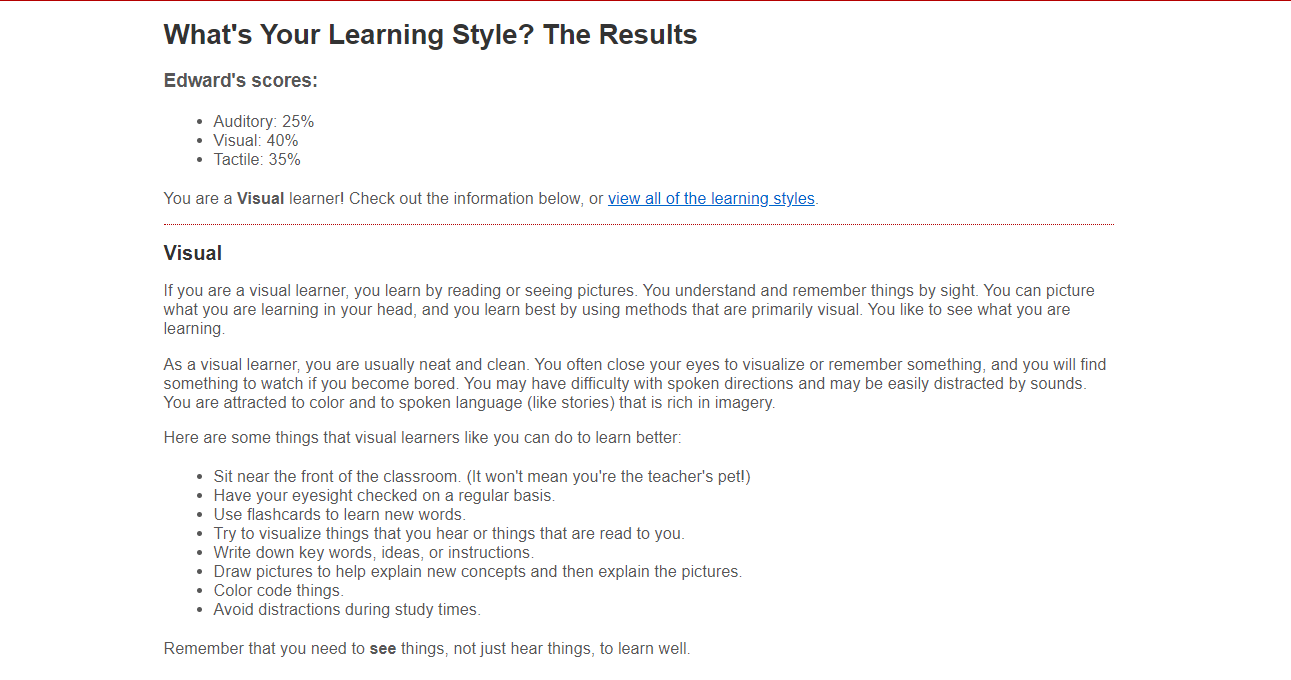 What's Your Learning Style? The Results
Edward's scores:
• Auditory: 25%
• Visual: 40%
• Tactile: 35%
You are a Visual learner! Check out the information below, or view all of the learning styles.
Visual
If you are a visual learner, you learn by reading or seeing pictures. You understand and remember things by sight. You can picture
what you are learning in your head, and you learn best by using methods that are primarily visual. You like to see what you are
learning.
As a visual learner, you are usually neat and clean. You often close your eyes to visualize or remember something, and you will find
something to watch if you become bored. You may have difficulty with spoken directions and may be easily distracted by sounds.
You are attracted to color and to spoken language (like stories) that is rich in imagery.
Here are some things that visual learners like you can do to learn better:
• Sit near the front of the classroom. (It won't mean you're the teacher's pet!)
• Have your eyesight checked on a regular basis.
• Use flashcards to learn new words.
• Try to visualize things that you hear or things that are read to you.
• Write down key words, ideas, or instructions.
• Draw pictures to help explain new concepts and then explain the pictures.
• Color code things.
• Avoid distractions during study times.
Remember that you need to see things, not just hear things, to learn well.